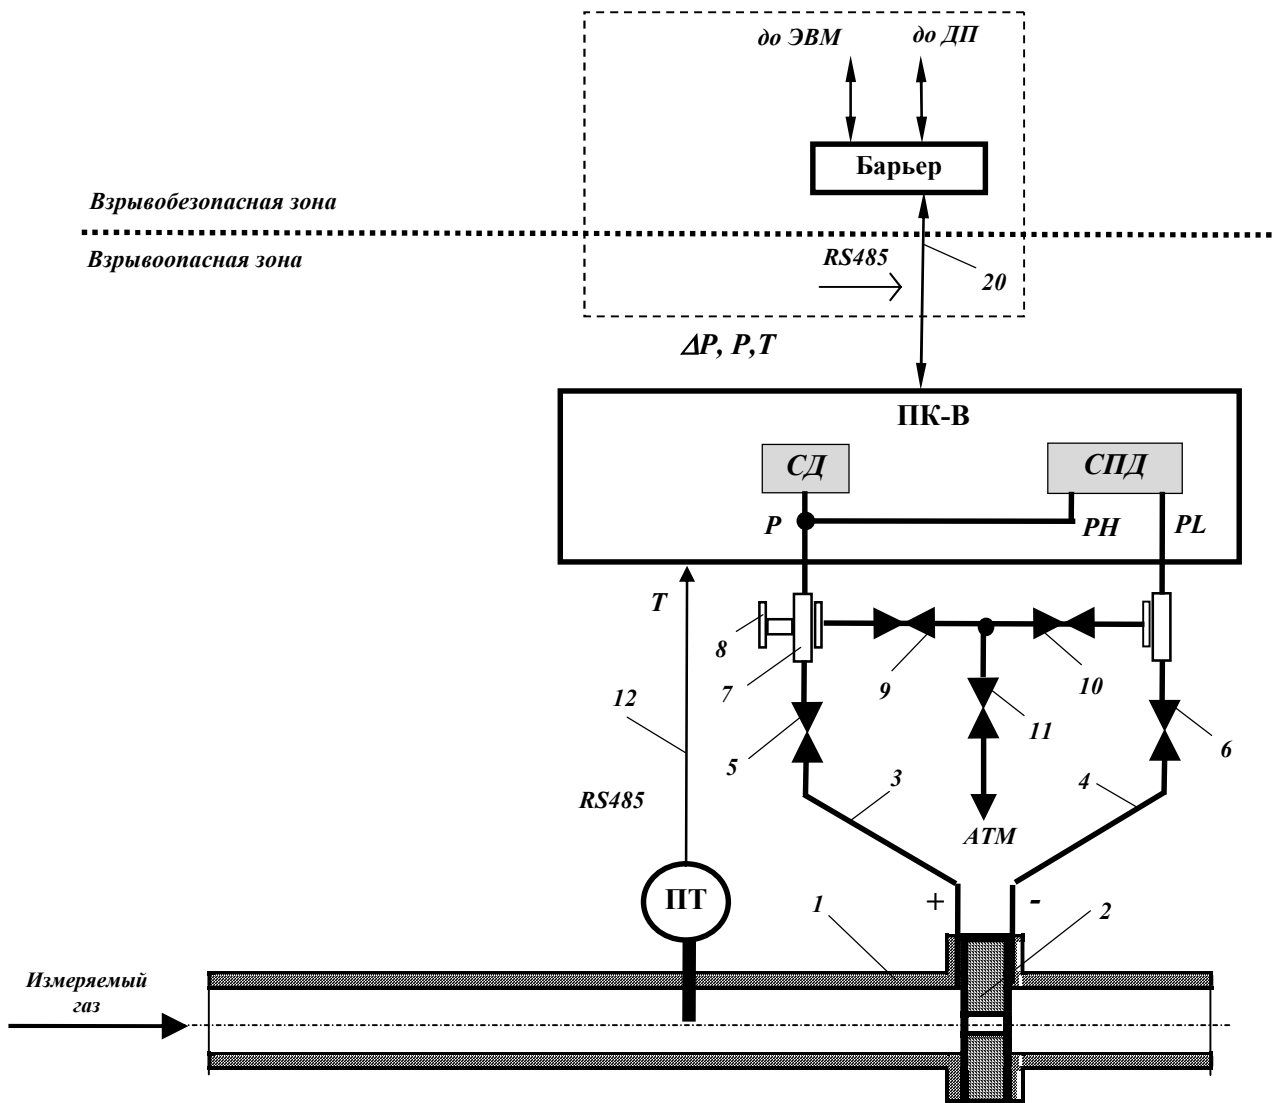 до ЭВМ
до ДП
Барьер
Взрывобезопасная зона
Взрывоопасная зона
RS485
20
ΔP, P,T
ПК-В
СД
СПД
P
PH
PL
T
8
7
9
10
12
11
5
6
3
4
RS485
АТМ
ПТ
+
-
1
2
Измеряемый
газ